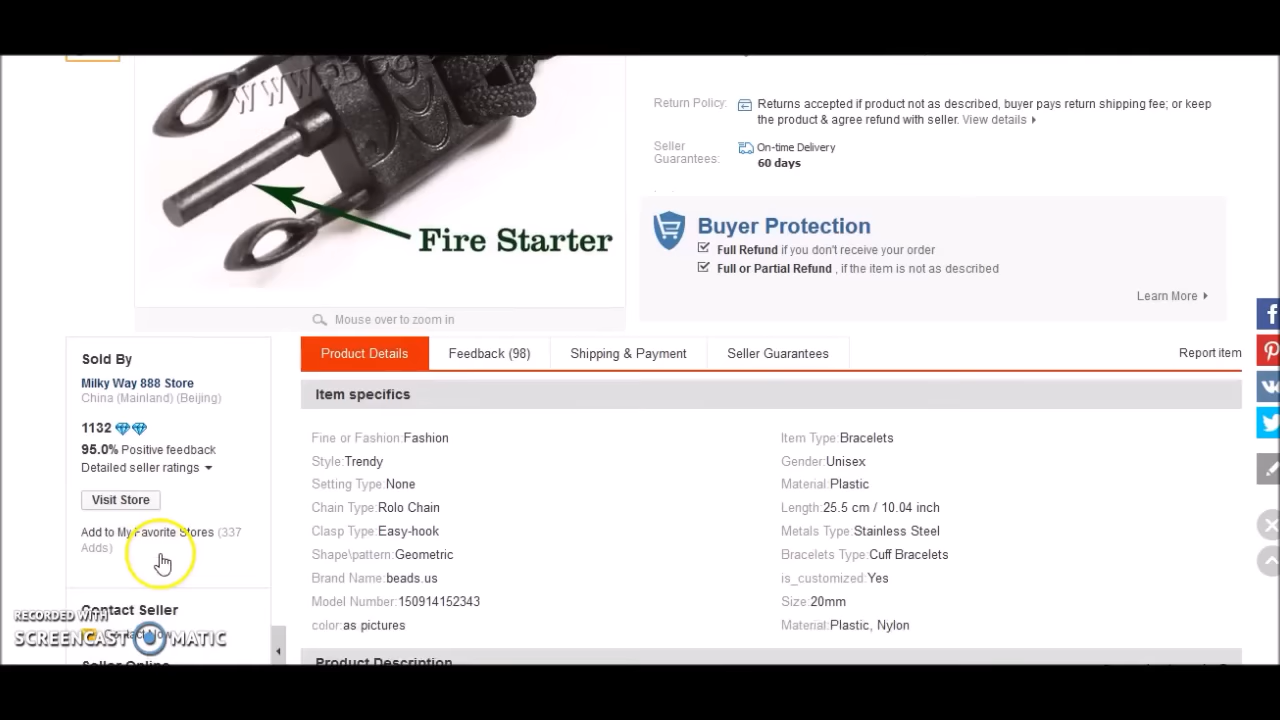 Fire Starter
Mouse over to zoom in
Return Policy:
Returns accepted if product not as described, buyer pays return shipping fee; or keep
the product & agree refund with seller. View details
Seller
Guarantees:
On-time Delivery
60 days
Buyer Protection
Full Refund if you don't receive your order
Full or Partial Refund , if the item is not as described
Learn More
Sold By
Milky Way 888 Store
China (Mainland) (Beijing)
1132
95.0% Positive feedback
Detailed seller ratings
Visit Store
Add to My Favorite Stores (337
Adds)
Contact Seller
Product Details
Feedback (98)
Shipping & Payment
Seller Guarantees
Report item
Item specifics
Fine or Fashion:Fashion
Item Type:Bracelets
Style:Trendy
Gender:Unisex
Setting Type:None
Material:Plastic
Chain Type:Rolo Chain
Length:25.5 cm / 10.04 inch
Clasp Type:Easy-hook
Metals Type:Stainless Steel
Shape\pattern:Geometric
Bracelets Type:Cuff Bracelets
Brand Name:beads.us
is_customized:Yes
Model Number:150914152343
Size:20mm
color:as pictures
Material:Plastic, Nylon
Product Description
RECORDED WITH
SCREENCAST MATIC